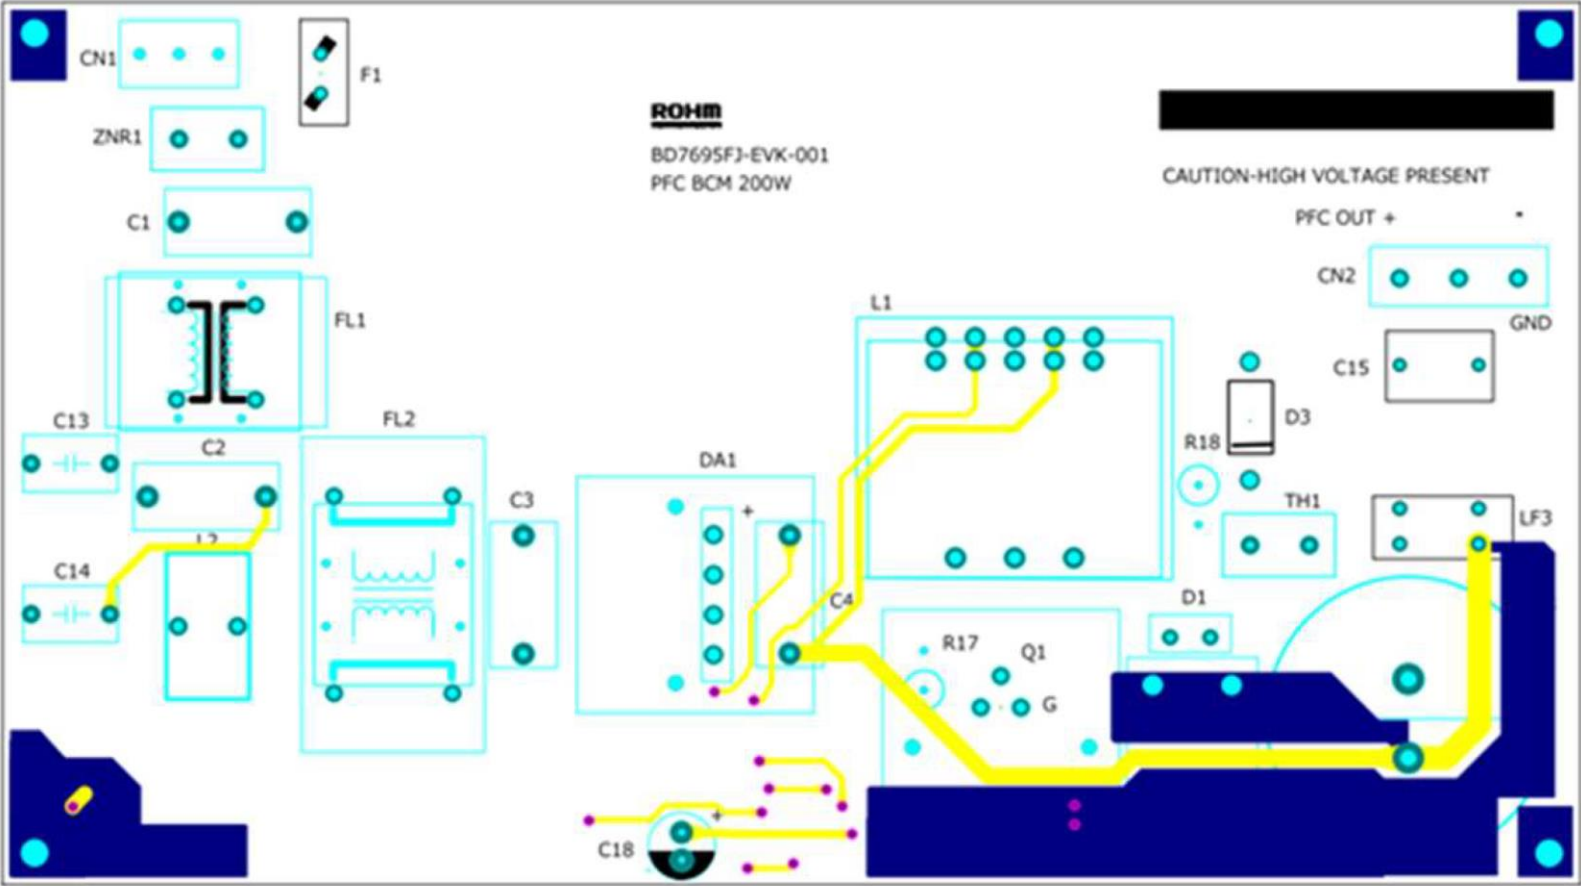 CN1
F1
ROHM
ZNR1
BD7695FJ-EVK-001
PFC BCM 200W
CAUTION-HIGH VOLTAGE PRESENT
PFC OUT + -
C1
CN2
L1
FL1
GND
C15
C13
FL2
D3
C2
R18
DA1
C3
TH1
+
LF3
L2
C14
D1
C4
R17
Q1
G
+
C18